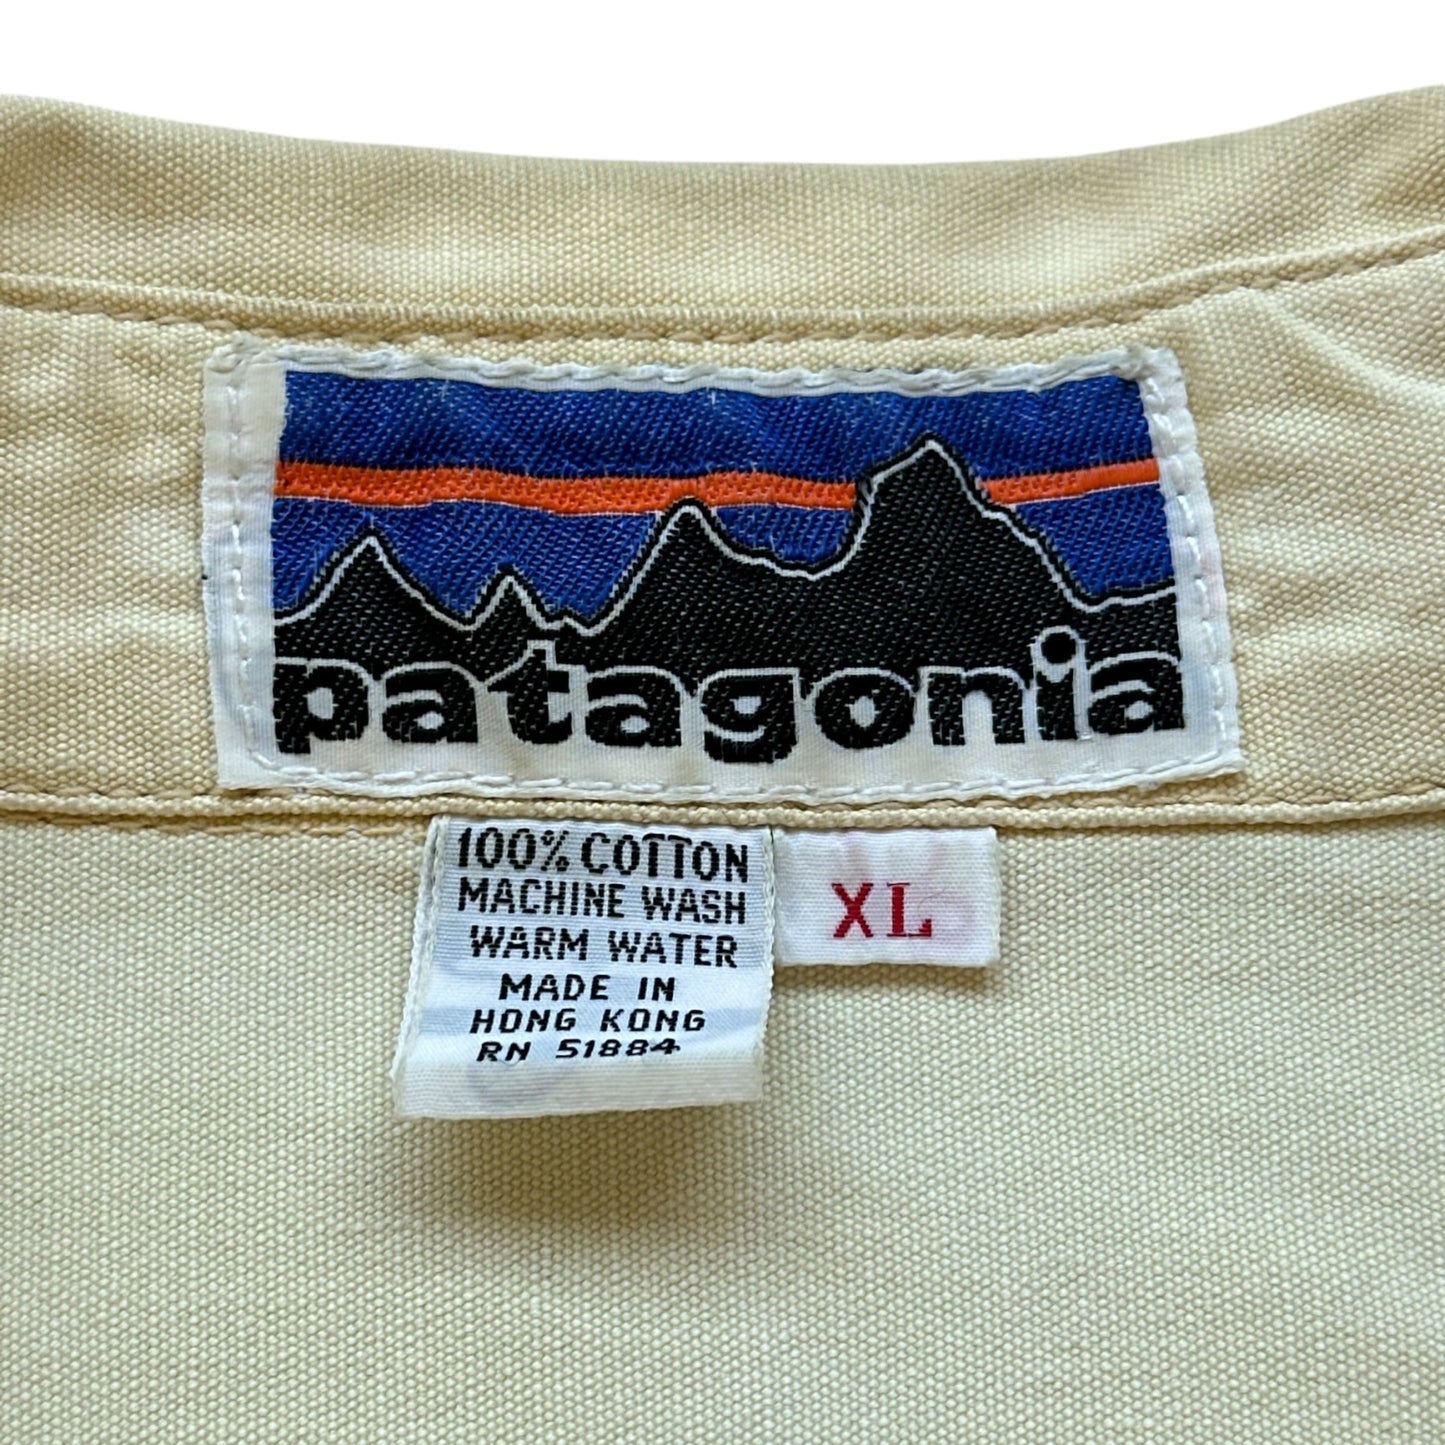 patagonia
100% COTTON
MACHINE WASH
WARM WATER
MADE IN
HONG KONG
RN 51884
XL